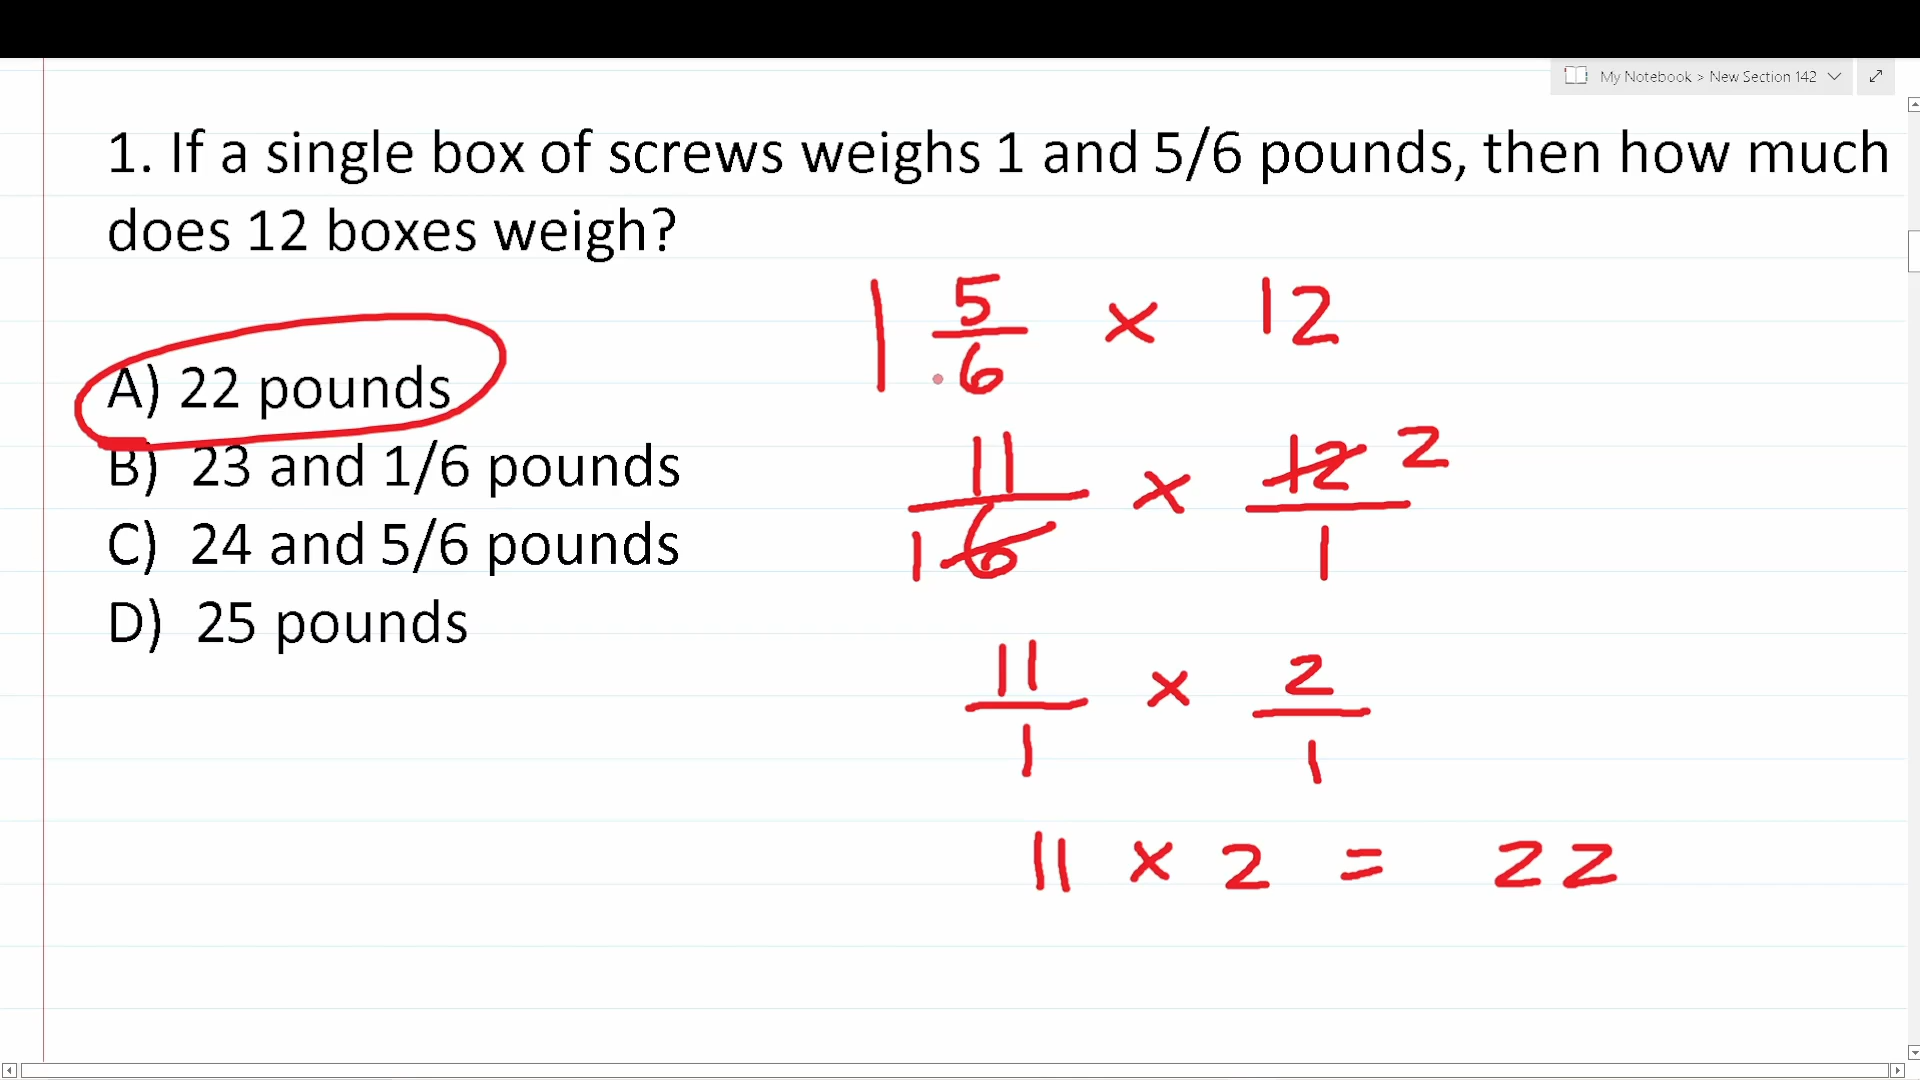 My Notebook > New Section 142
1. If a single box of screws weighs 1 and 5/6 pounds, then how much
does 12 boxes weigh?
1 5/6 x 12
A) 22 pounds
B) 23 and 1/6 pounds
C) 24 and 5/6 pounds
D) 25 pounds
11/6 1 x 12/1 2
11/1 x 2/1
11 x 2 = 22